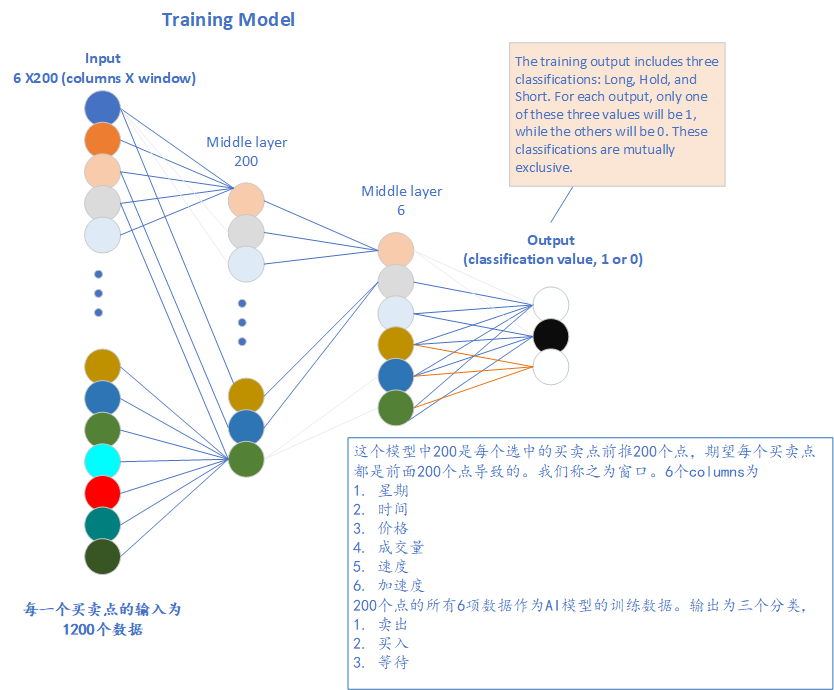 Training Model
Input
6 X200 (columns X window)
Middle layer
200
Middle layer
6
The training output includes three
classifications: Long, Hold, and
Short. For each output, only one
of these three values will be 1,
while the others will be 0. These
classifications are mutually
exclusive.
Output
(classification value, 1 or 0)
这个模型中200是每个选中的买卖点前推200个点，期望每个买卖点
都是前面200个点导致的。我们称之为窗口。6个columns为
1. 星期
2. 时间
3. 价格
4. 成交量
5. 速度
6. 加速度
200个点的所有6项数据作为AI模型的训练数据。输出为三个分类，
1. 卖出
2. 买入
3. 等待
每一个买卖点的输入为
1200个数据